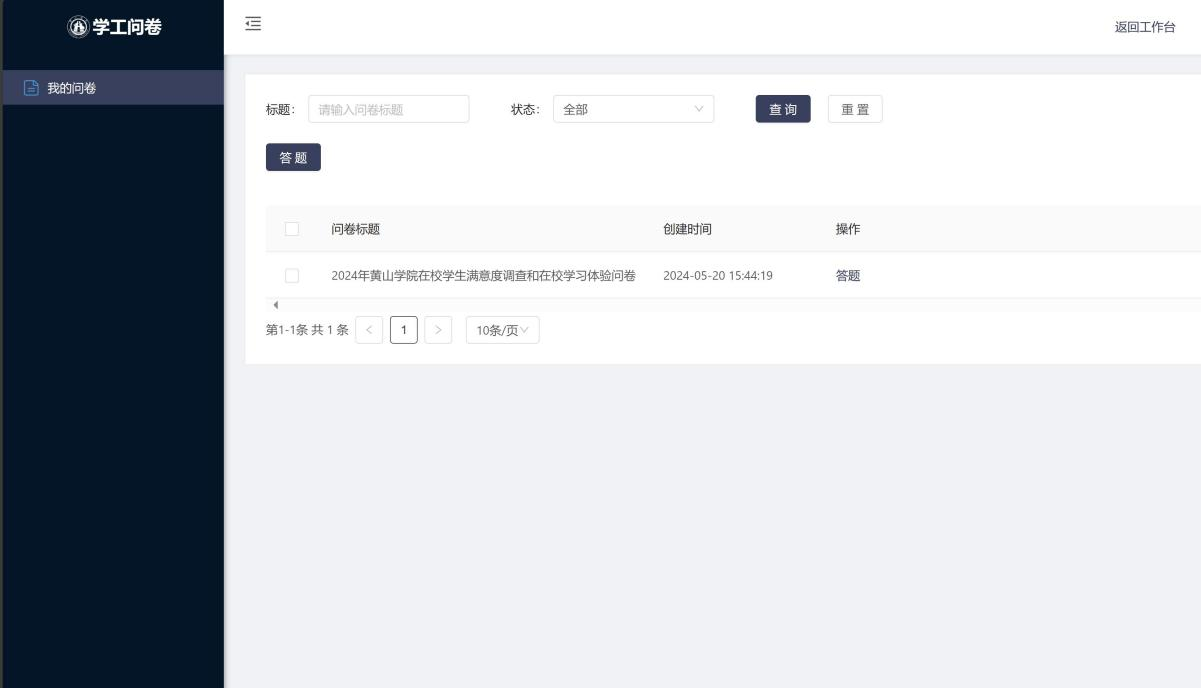 学工问卷
返回工作台
我的问卷
标题： 请输入问卷标题 状态： 全部 查 询 重 置
答 题
问卷标题 创建时间 操作
2024年黄山学院在校学生满意度调查和在校学习体验问卷 2024-05-20 15:44:19 答题
第1-1条 共 1 条 < 1 > 10条/页